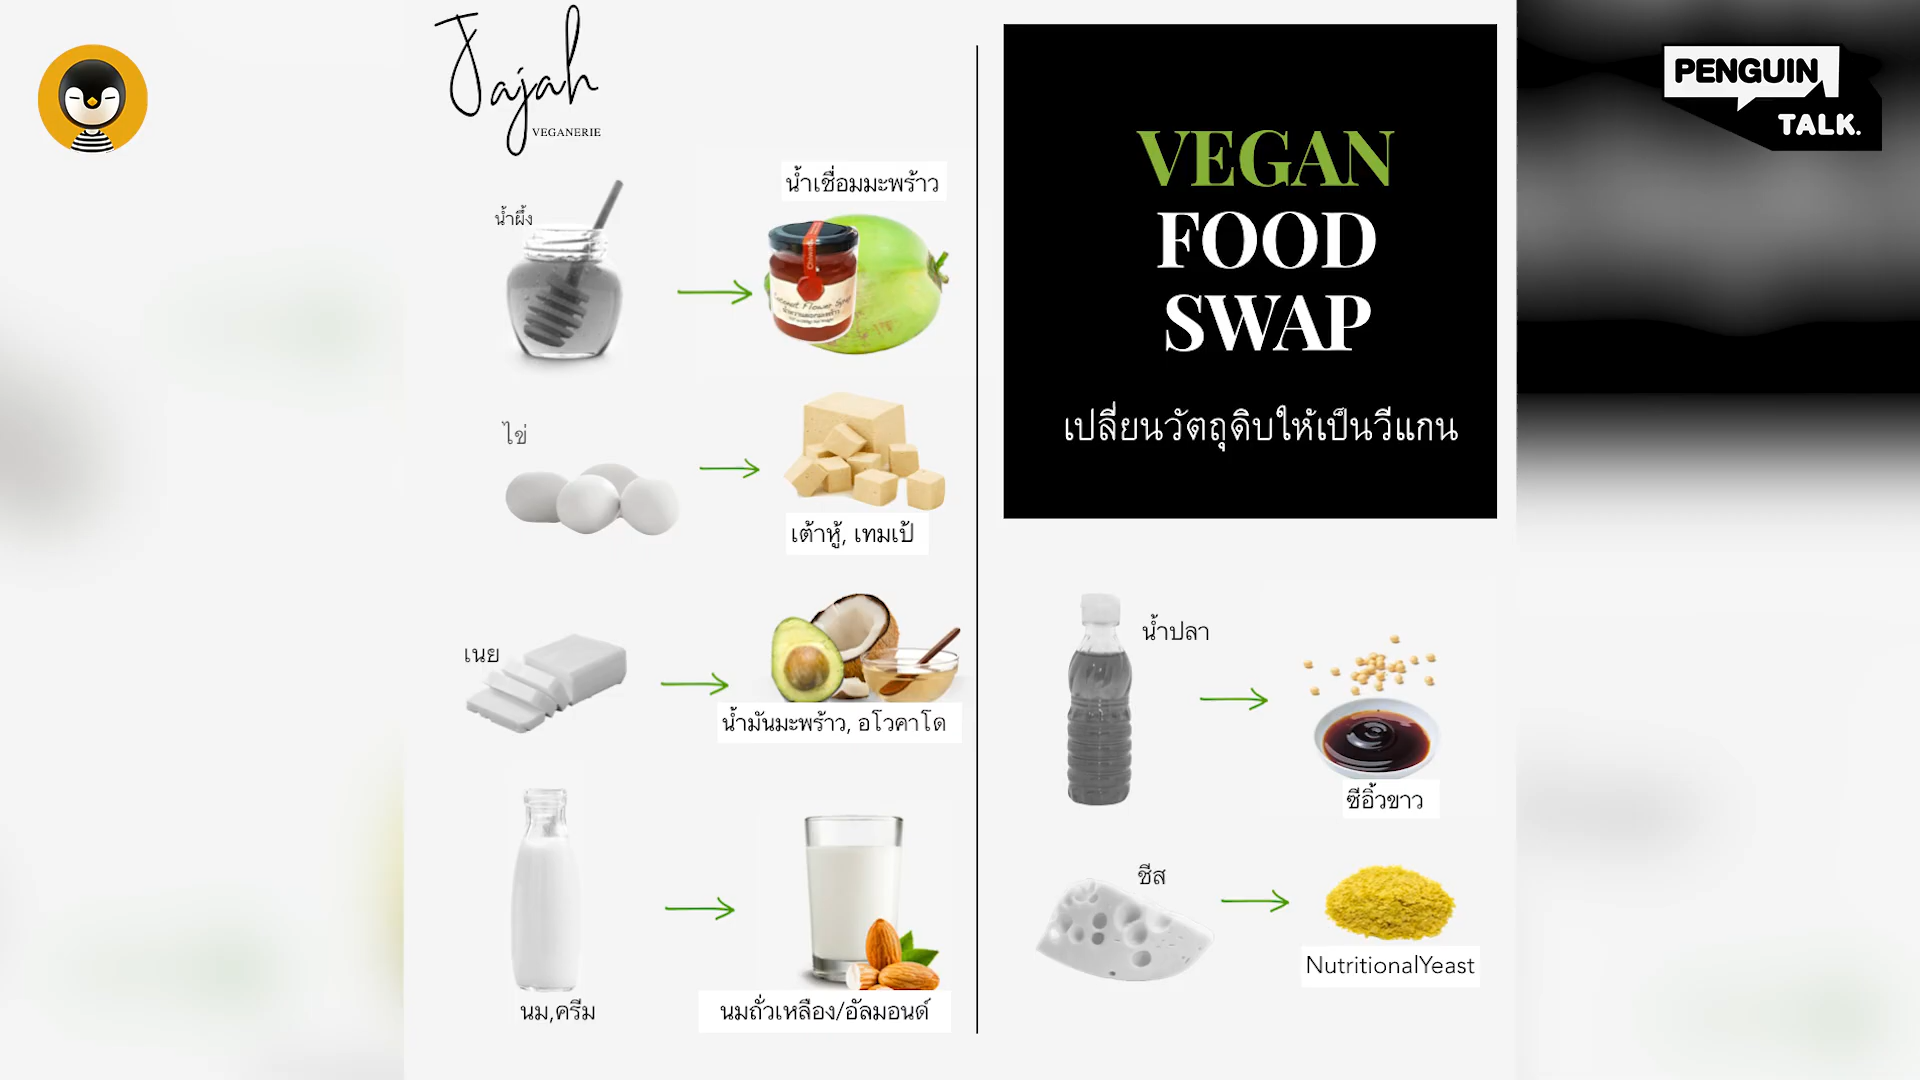 Jajah
VEGANERIE
PENGUIN
TALK.
น้ำผึ้ง
น้ำเชื่อมมะพร้าว
Coconut Flower Syrup
ไข่
เต้าหู้, เทมเป้
เนย
น้ำมันมะพร้าว, อโวคาโด
นม,ครีม
นมถั่วเหลือง/อัลมอนด์
VEGAN
FOOD
SWAP
เปลี่ยนวัตถุดิบให้เป็นวีแกน
น้ำปลา
ซีอิ้วขาว
ชีส
NutritionalYeast